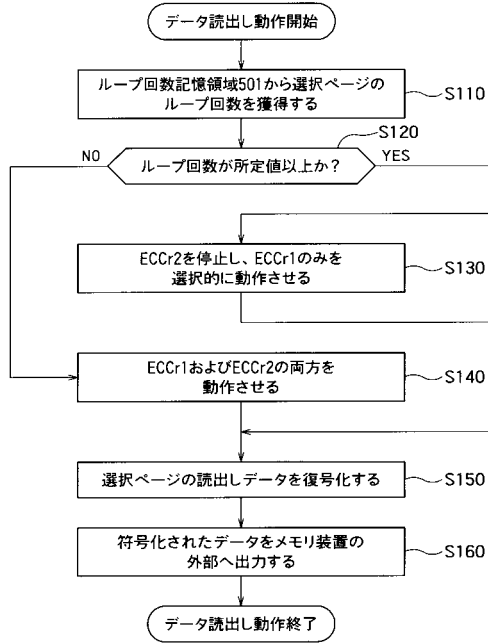 データ読出し動作開始
ループ回数記憶領域501から選択ページの
ループ回数を獲得する
S110
S120
NO
ループ回数が所定値以上か？
YES
ECCr2を停止し、ECCr1のみを
選択的に動作させる
S130
ECCr1およびECCr2の両方を
動作させる
S140
選択ページの読出しデータを復号化する
S150
符号化されたデータをメモリ装置の
外部へ出力する
S160
データ読出し動作終了